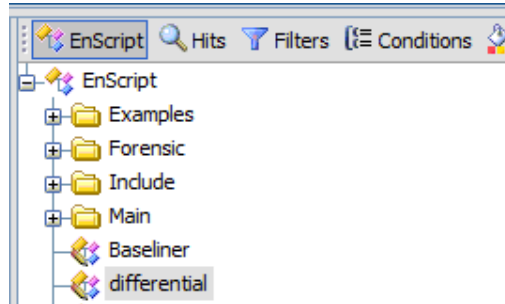 EnScript Hits Filters Conditions
EnScript
Examples
Forensic
Include
Main
Baseliner
differential